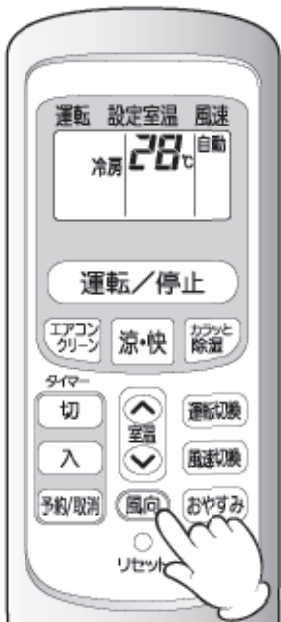 運転 設定室温 風速
冷房 28℃ 自動
運転／停止
エアコンクリーン
涼・快
カラッと除湿
タイマー
切
室温
運転切換
入
風速切換
予約/取消
風向
おやすみ
リセット